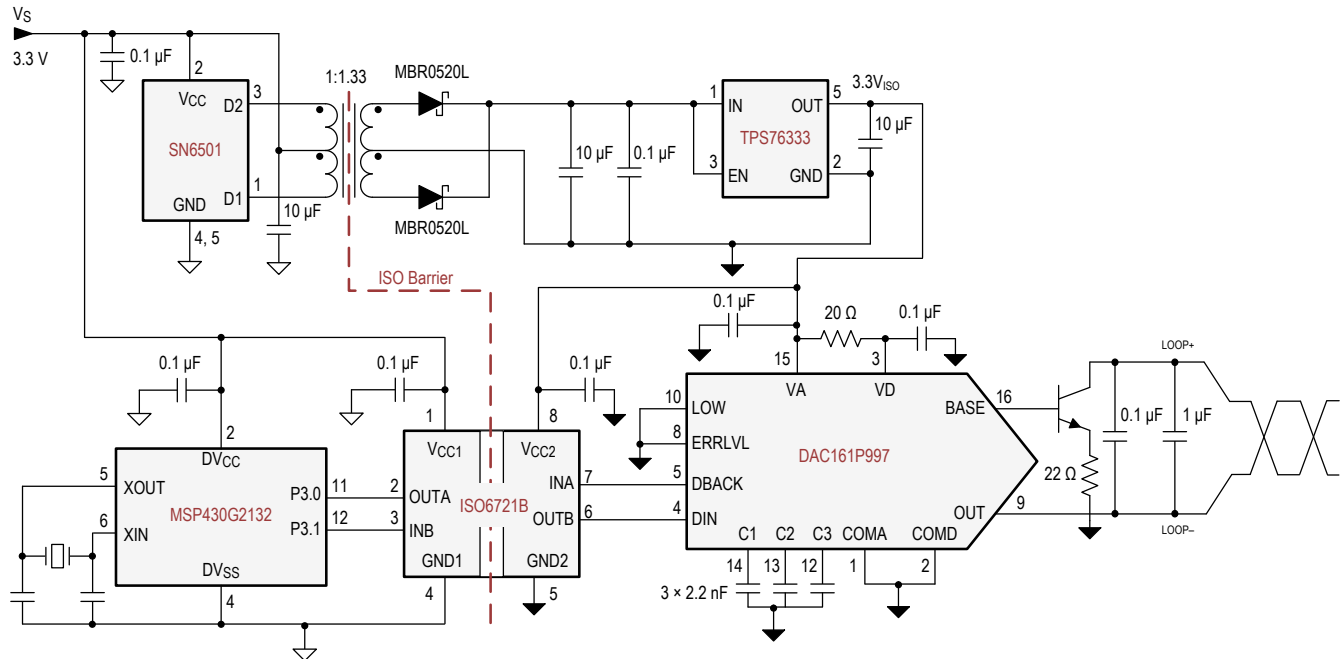 VS
3.3 V
0.1 µF
2
VCC
D2
3
SN6501
D1
1
GND
4, 5
10 µF
1:1.33
MBR0520L
MBR0520L
10 µF
0.1 µF
1
IN
OUT
5
TPS76333
3
EN
GND
2
3.3VISO
10 µF
ISO Barrier
0.1 µF
0.1 µF
2
DVCC
5
XOUT
P3.0
11
MSP430G2132
6
XIN
P3.1
12
DVSS
4
1
8
VCC1
VCC2
2
OUTA
INA
7
ISO6721B
3
INB
OUTB
6
GND1
GND2
4
5
0.1 µF
0.1 µF
20 Ω
0.1 µF
15
3
VA
VD
10
LOW
BASE
16
8
ERRLVL
DAC161P997
5
DBACK
4
DIN
OUT
9
C1
C2
C3
COMA
COMD
14
13
12
1
2
3 × 2.2 nF
22 Ω
0.1 µF
1 µF
LOOP+
LOOP–